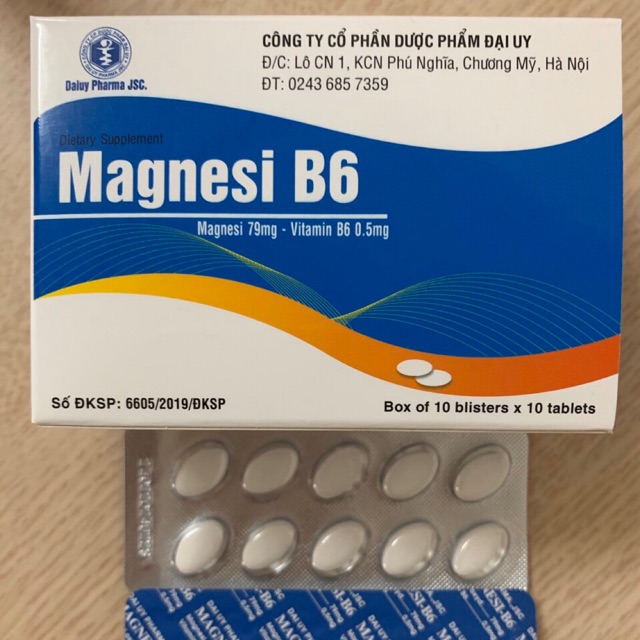 CÔNG TY CỔ PHẦN DƯỢC PHẨM ĐẠI UY
Đ/C: Lô CN 1, KCN Phú Nghĩa, Chương Mỹ, Hà Nội
ĐT: 0243 685 7359
Daiuy Pharma JSC.
Dietary Supplement
Magnesi B6
Magnesi 79mg - Vitamin B6 0.5mg
Số ĐKSP: 6605/2019/ĐKSP
Box of 10 blisters x 10 tablets